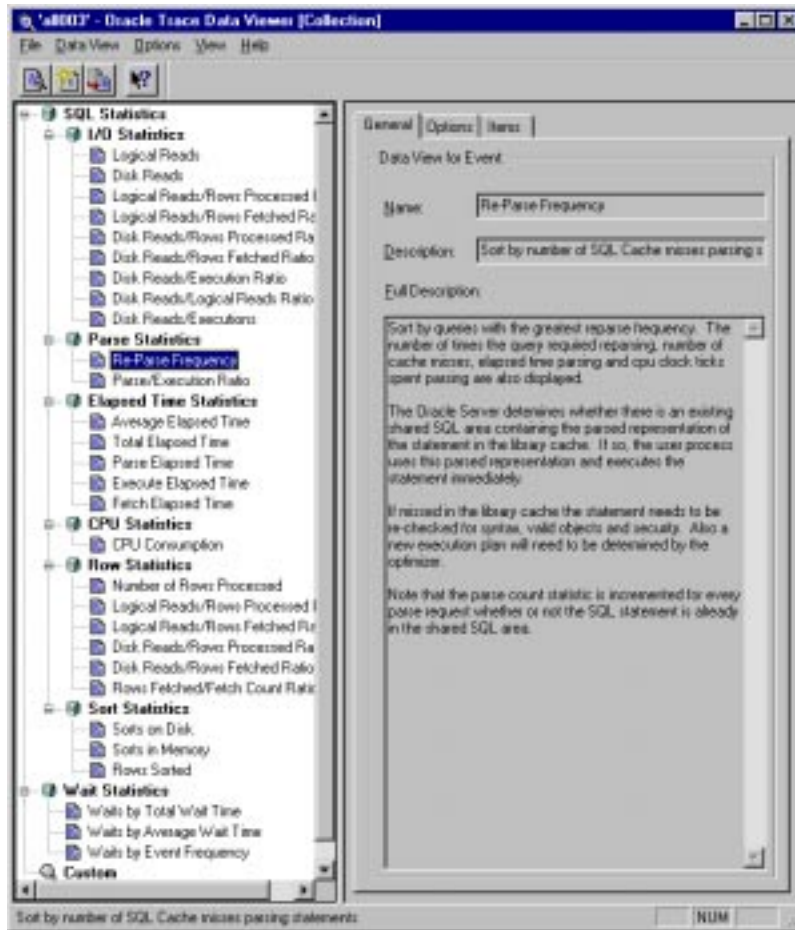 'all003' - Oracle Trace Data Viewer [Collection]
File Data View Options View Help
SQL Statistics
I/O Statistics
Logical Reads
Disk Reads
Logical Reads/Rows Processed
Logical Reads/Rows Fetched Ra
Disk Reads/Rows Processed Ra
Disk Reads/Rows Fetched Ratio
Disk Reads/Execution Ratio
Disk Reads/Logical Reads Ratio
Disk Reads/Executions
Parse Statistics
Re-Parse Frequency
Parse/Execution Ratio
Elapsed Time Statistics
Average Elapsed Time
Total Elapsed Time
Parse Elapsed Time
Execute Elapsed Time
Fetch Elapsed Time
CPU Statistics
CPU Consumption
Row Statistics
Number of Rows Processed
Logical Reads/Rows Processed
Logical Reads/Rows Fetched Ra
Disk Reads/Rows Processed Ra
Disk Reads/Rows Fetched Ratio
Rows Fetched/Fetch Count Ratio
Sort Statistics
Sorts on Disk
Sorts in Memory
Rows Sorted
Wait Statistics
Waits by Total Wait Time
Waits by Average Wait Time
Waits by Event Frequency
Custom
General Options Items
Data View for Event
Name: Re-Parse Frequency
Description: Sort by number of SQL Cache misses parsing s
Full Description:
Sort by queries with the greatest reparse frequency. The
number of times the query required reparsing, number of
cache misses, elapsed time parsing and cpu clock ticks
spent parsing are also displayed.
The Oracle Server determines whether there is an existing
shared SQL area containing the parsed representation of
the statement in the library cache. If so, the user process
uses this parsed representation and executes the
statement immediately.
If missed in the library cache the statement needs to be
re-checked for syntax, valid objects and security. Also a
new execution plan will need to be determined by the
optimizer.
Note that the parse count statistic is incremented for every
parse request whether or not the SQL statement is already
in the shared SQL area.
Sort by number of SQL Cache misses parsing statements
NUM